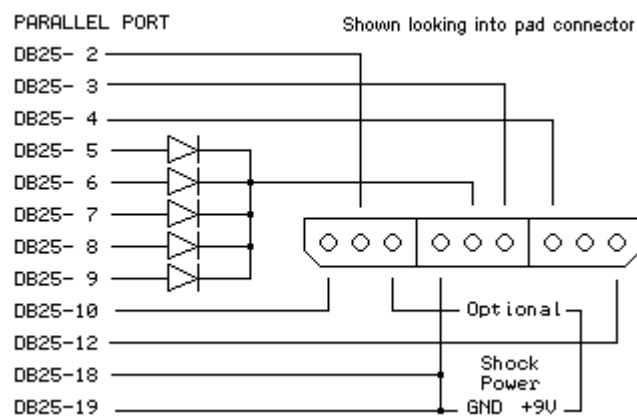 PARALLEL PORT
Shown looking into pad connector
DB25- 2
DB25- 3
DB25- 4
DB25- 5
DB25- 6
DB25- 7
DB25- 8
DB25- 9
DB25-10
Optional
DB25-12
Shock
Power
DB25-18
DB25-19
GND +9V